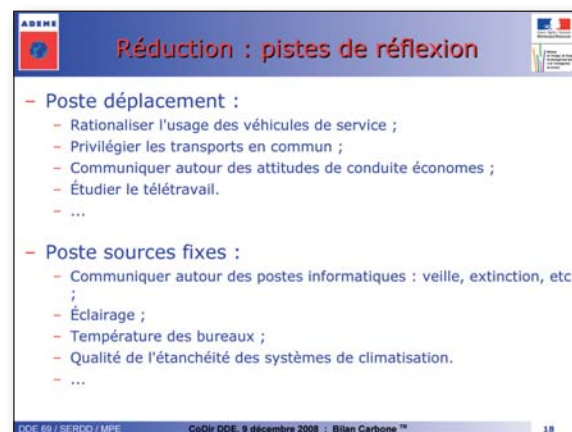 ADEME
Réduction : pistes de réflexion
– Poste déplacement :
– Rationaliser l'usage des véhicules de service ;
– Privilégier les transports en commun ;
– Communiquer autour des attitudes de conduite économes ;
– Étudier le télétravail.
– ...
– Poste sources fixes :
– Communiquer autour des postes informatiques : veille, extinction, etc
;
– Éclairage ;
– Température des bureaux ;
– Qualité de l'étanchéité des systèmes de climatisation.
– ...
DDE 69 / SERDD / MPE CoDir DDE, 9 décembre 2008 : Bilan Carbone ™ 18